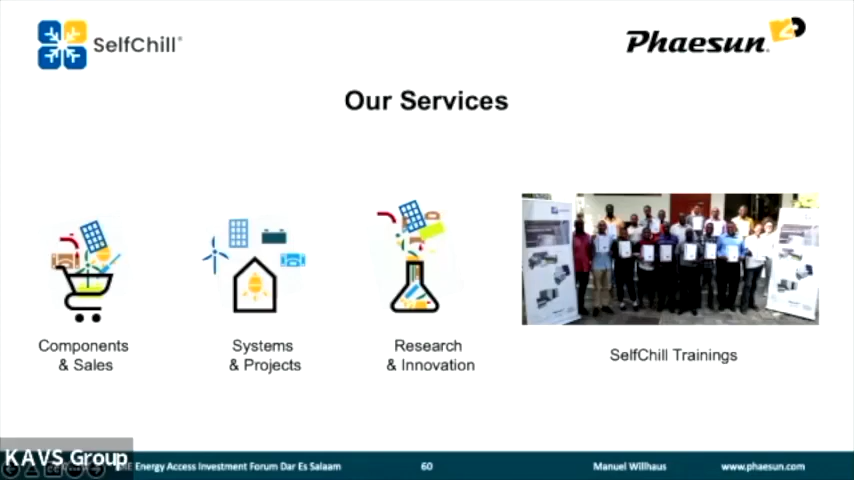 SelfChill®
Phaesun®
Our Services
Components
& Sales
Systems
& Projects
Research
& Innovation
SelfChill Trainings
KAVS Group
Energy Access Investment Forum Dar Es Salaam
60
Manuel Willhaus
www.phaesun.com